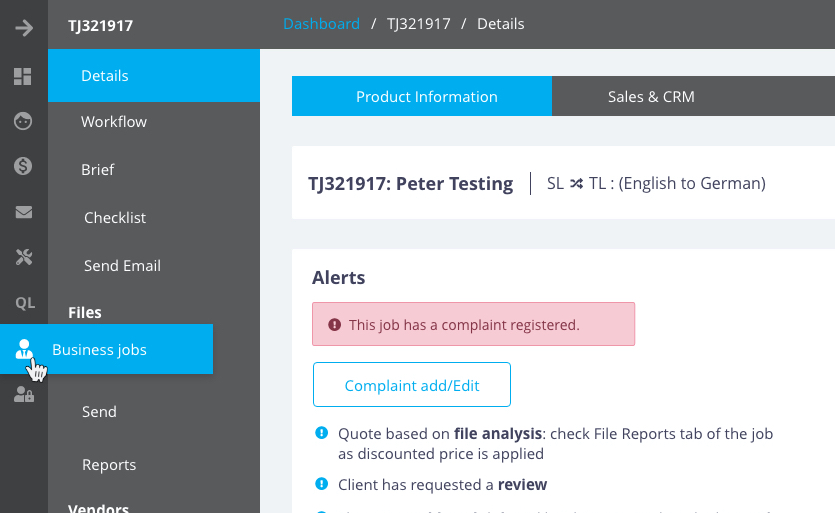 TJ321917
Dashboard / TJ321917 / Details
Details
Workflow
Brief
Checklist
Send Email
Files
QL
Business jobs
Send
Reports
Vendors
Product Information
Sales & CRM
TJ321917: Peter Testing
SL TL : (English to German)
Alerts
This job has a complaint registered.
Complaint add/Edit
Quote based on file analysis: check File Reports tab of the job
as discounted price is applied
Client has requested a review